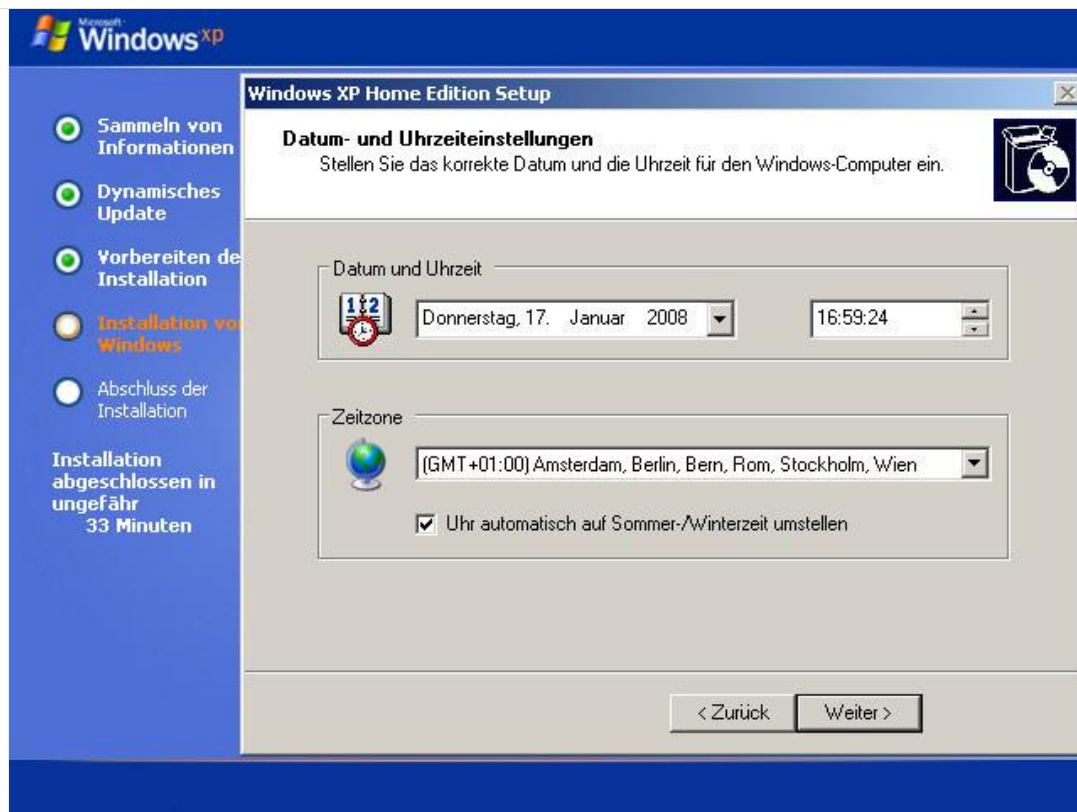 Microsoft
Windows xp
Windows XP Home Edition Setup
Sammeln von
Informationen
Dynamisches
Update
Vorbereiten de
Installation
Installation vo
Windows
Abschluss der
Installation
Installation
abgeschlossen in
ungefähr
33 Minuten
Datum- und Uhrzeiteinstellungen
Stellen Sie das korrekte Datum und die Uhrzeit für den Windows-Computer ein.
Datum und Uhrzeit
Donnerstag, 17. Januar 2008
16:59:24
Zeitzone
(GMT+01:00) Amsterdam, Berlin, Bern, Rom, Stockholm, Wien
Uhr automatisch auf Sommer-/Winterzeit umstellen
< Zurück
Weiter >